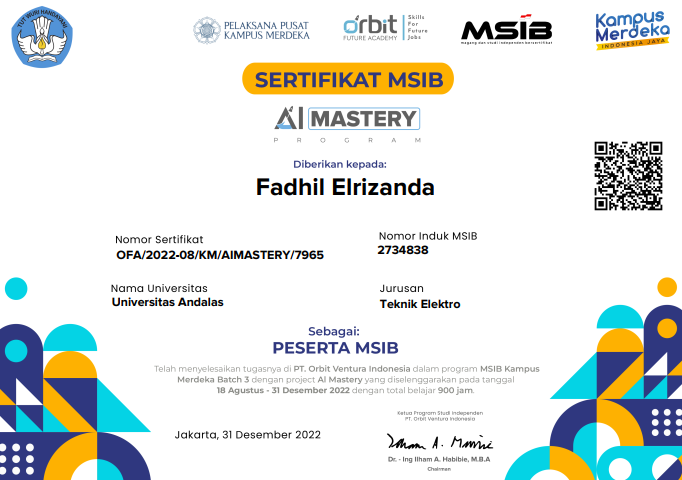 TUT WURI HANDAYANI
PELAKSANA PUSAT
KAMPUS MERDEKA
Orbit
FUTURE ACADEMY
Skills
For
Future
Jobs
MSIB
magang dan studi independen bersertifikat
Kampus
Merdeka
INDONESIA JAYA
SERTIFIKAT MSIB
AI MASTERY
PROGRAM
Diberikan kepada:
Fadhil Elrizanda
Nomor Sertifikat
OFA/2022-08/KM/AIMASTERY/7965
Nomor Induk MSIB
2734838
Nama Universitas
Universitas Andalas
Jurusan
Teknik Elektro
Sebagai:
PESERTA MSIB
Telah menyelesaikan tugasnya di PT. Orbit Ventura Indonesia dalam program MSIB Kampus
Merdeka Batch 3 dengan project AI Mastery yang diselenggarakan pada tanggal
18 Agustus - 31 Desember 2022 dengan total belajar 900 jam.
Jakarta, 31 Desember 2022
Ketua Program Studi Independen
PT. Orbit Ventura Indonesia
Dr. - Ing Ilham A. Habibie, M.B.A
Chairman